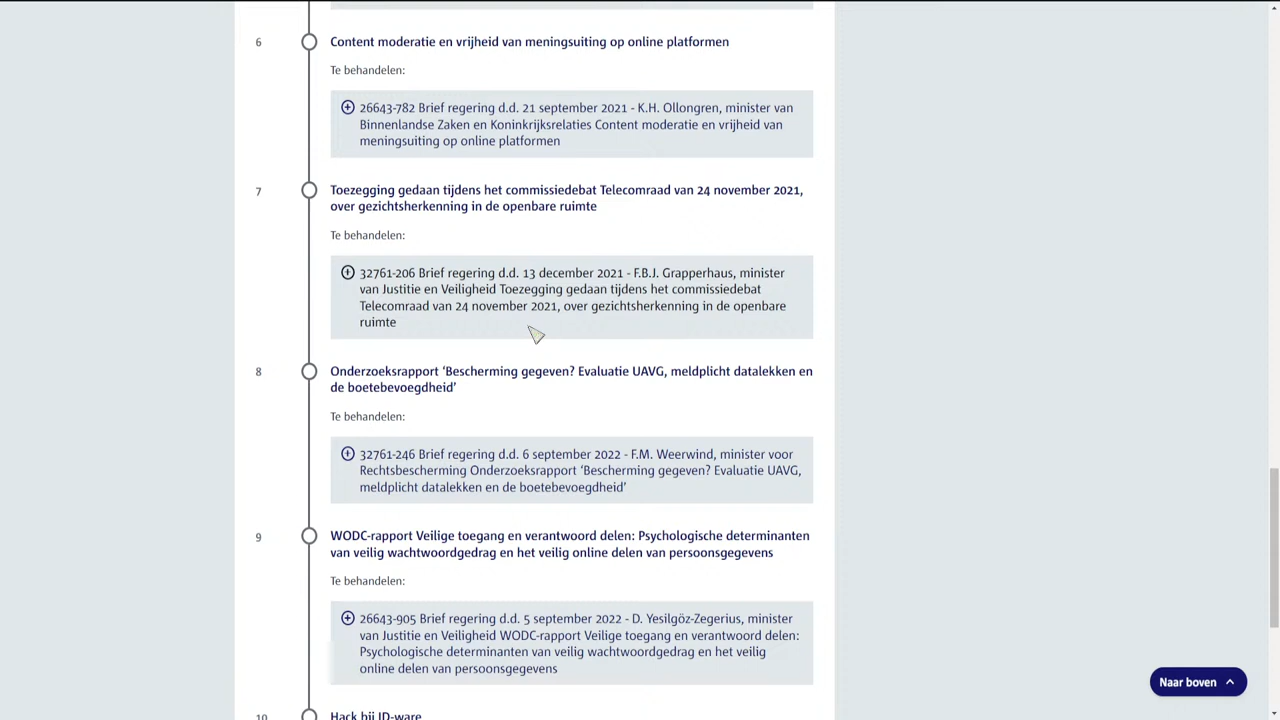 6
Content moderatie en vrijheid van meningsuiting op online platformen
Te behandelen:
26643-782 Brief regering d.d. 21 september 2021 - K.H. Ollongren, minister van
Binnenlandse Zaken en Koninkrijksrelaties Content moderatie en vrijheid van
meningsuiting op online platformen
7
Toezegging gedaan tijdens het commissiedebat Telecomraad van 24 november 2021,
over gezichtsherkenning in de openbare ruimte
Te behandelen:
32761-206 Brief regering d.d. 13 december 2021 - F.B.J. Grapperhaus, minister
van Justitie en Veiligheid Toezegging gedaan tijdens het commissiedebat
Telecomraad van 24 november 2021, over gezichtsherkenning in de openbare
ruimte
8
Onderzoeksrapport ‘Bescherming gegeven? Evaluatie UAVG, meldplicht datalekken en
de boetebevoegdheid’
Te behandelen:
32761-246 Brief regering d.d. 6 september 2022 - F.M. Weerwind, minister voor
Rechtsbescherming Onderzoeksrapport ‘Bescherming gegeven? Evaluatie UAVG,
meldplicht datalekken en de boetebevoegdheid’
9
WODC-rapport Veilige toegang en verantwoord delen: Psychologische determinanten
van veilig wachtwoordgedrag en het veilig online delen van persoonsgegevens
Te behandelen:
26643-905 Brief regering d.d. 5 september 2022 - D. Yesilgöz-Zegerius, minister
van Justitie en Veiligheid WODC-rapport Veilige toegang en verantwoord delen:
Psychologische determinanten van veilig wachtwoordgedrag en het veilig
online delen van persoonsgegevens
Naar boven
10
Hack bij ID-ware